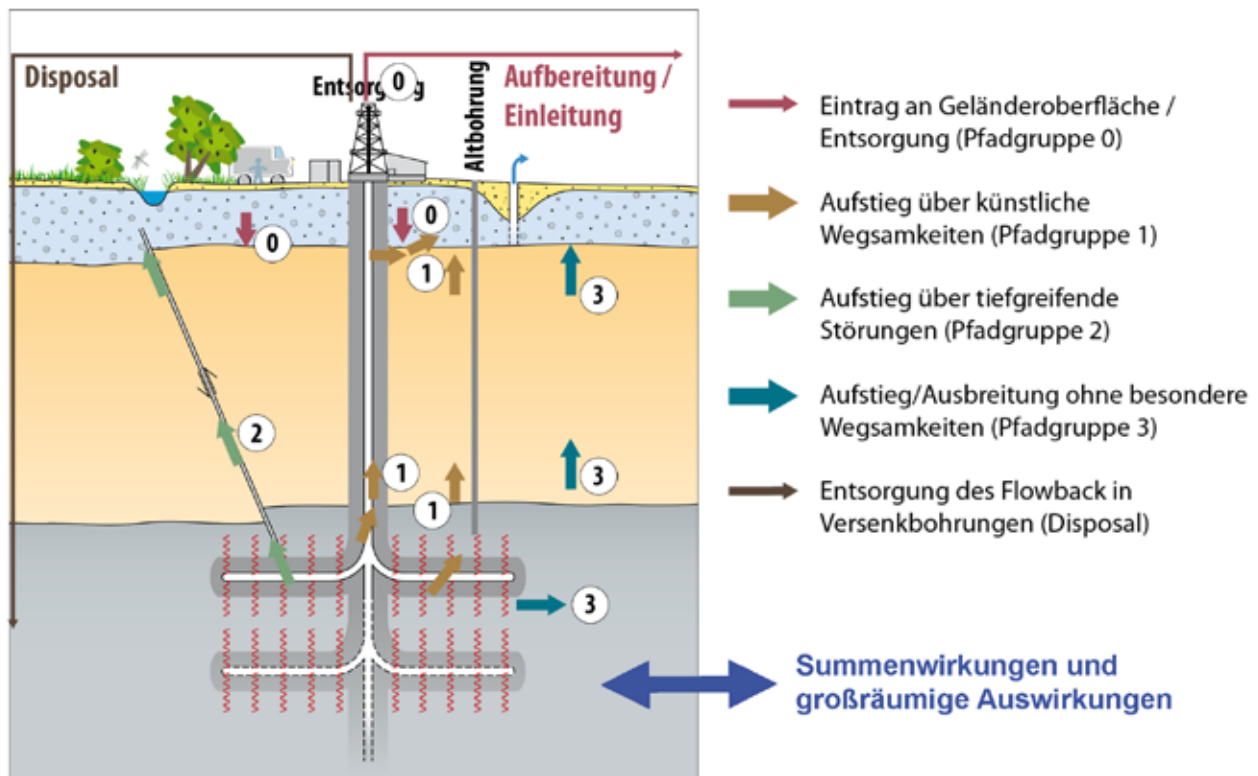 Disposal
Entsorgung
0
Aufbereitung /
Einleitung
Altbohrung
0
0
1
3
2
1
1
3
3
Eintrag an Geländeroberfläche /
Entsorgung (Pfadgruppe 0)
Aufstieg über künstliche
Wegsamkeiten (Pfadgruppe 1)
Aufstieg über tiefgreifende
Störungen (Pfadgruppe 2)
Aufstieg/Ausbreitung ohne besondere
Wegsamkeiten (Pfadgruppe 3)
Entsorgung des Flowback in
Versenkbohrungen (Disposal)
Summenwirkungen und
großräumige Auswirkungen